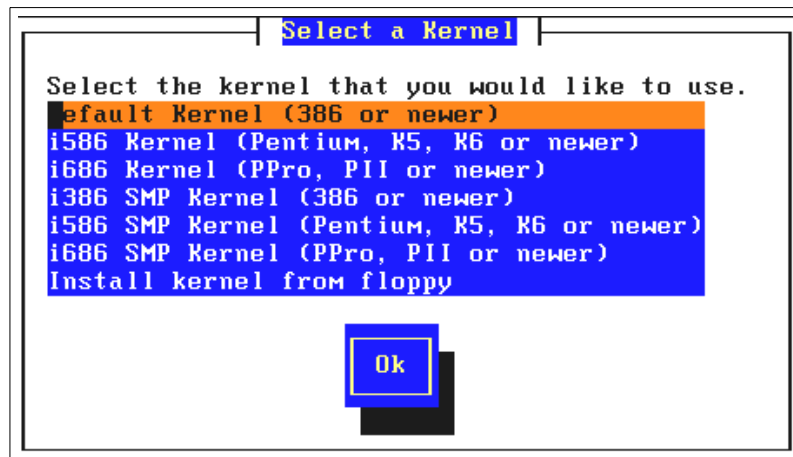 Select a Kernel
Select the kernel that you would like to use.
efault Kernel (386 or newer)
i586 Kernel (Pentium, K5, K6 or newer)
i686 Kernel (PPro, PII or newer)
i386 SMP Kernel (386 or newer)
i586 SMP Kernel (Pentium, K5, K6 or newer)
i686 SMP Kernel (PPro, PII or newer)
Install kernel from floppy
Ok